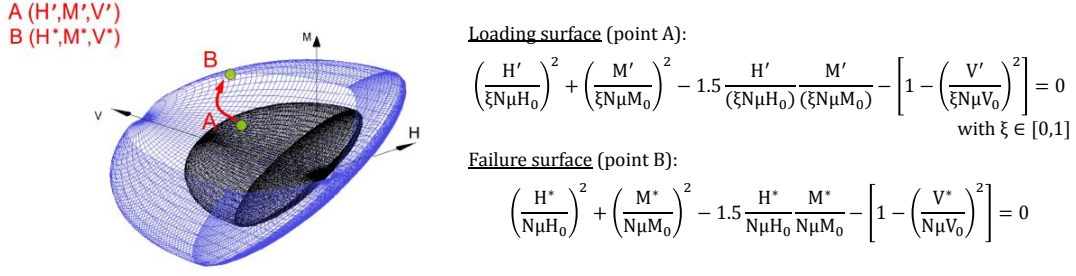 A (H',M',V')
B (H*,M*,V*)
M
B
A
V
H
Loading surface (point A):
(H′/ξNμH₀)² + (M′/ξNμM₀)² − 1.5 H′/(ξNμH₀) M′/(ξNμM₀) − [1 − (V′/ξNμV₀)²] = 0
with ξ ∈ [0,1]
Failure surface (point B):
(H*/NμH₀)² + (M*/NμM₀)² − 1.5 H*/NμH₀ M*/NμM₀ − [1 − (V*/NμV₀)²] = 0